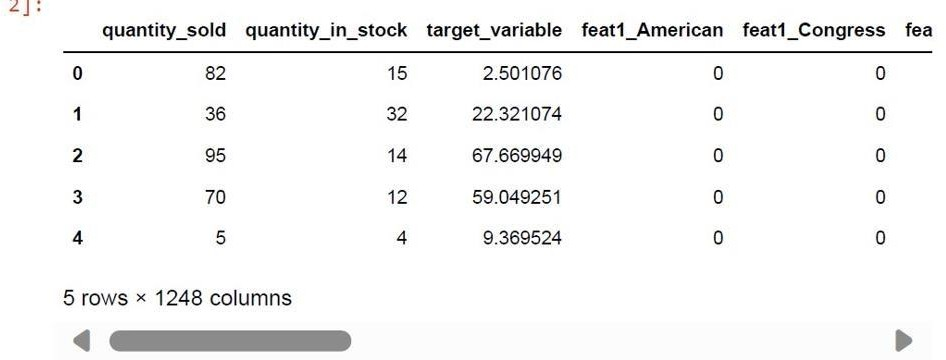 2]:
quantity_sold quantity_in_stock target_variable feat1_American feat1_Congress fea
0 82 15 2.501076 0 0
1 36 32 22.321074 0 0
2 95 14 67.669949 0 0
3 70 12 59.049251 0 0
4 5 4 9.369524 0 0
5 rows × 1248 columns